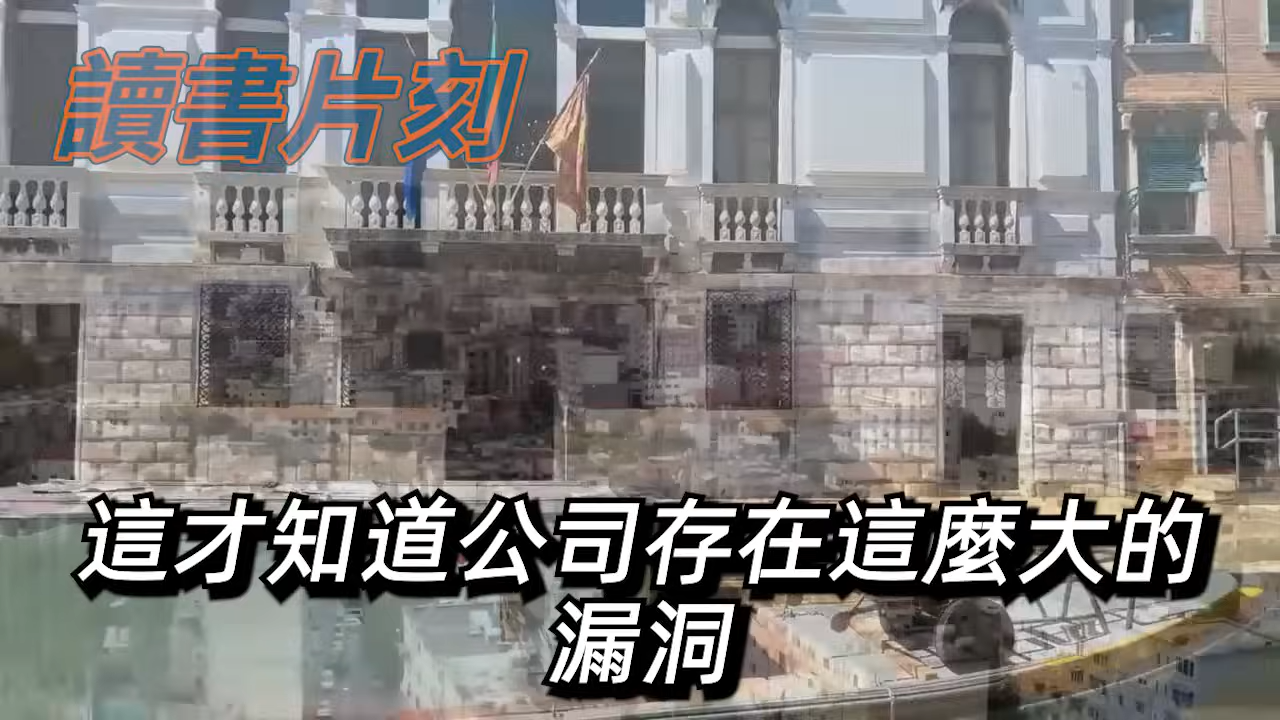 讀書片刻
這才知道公司存在這麼大的
漏洞